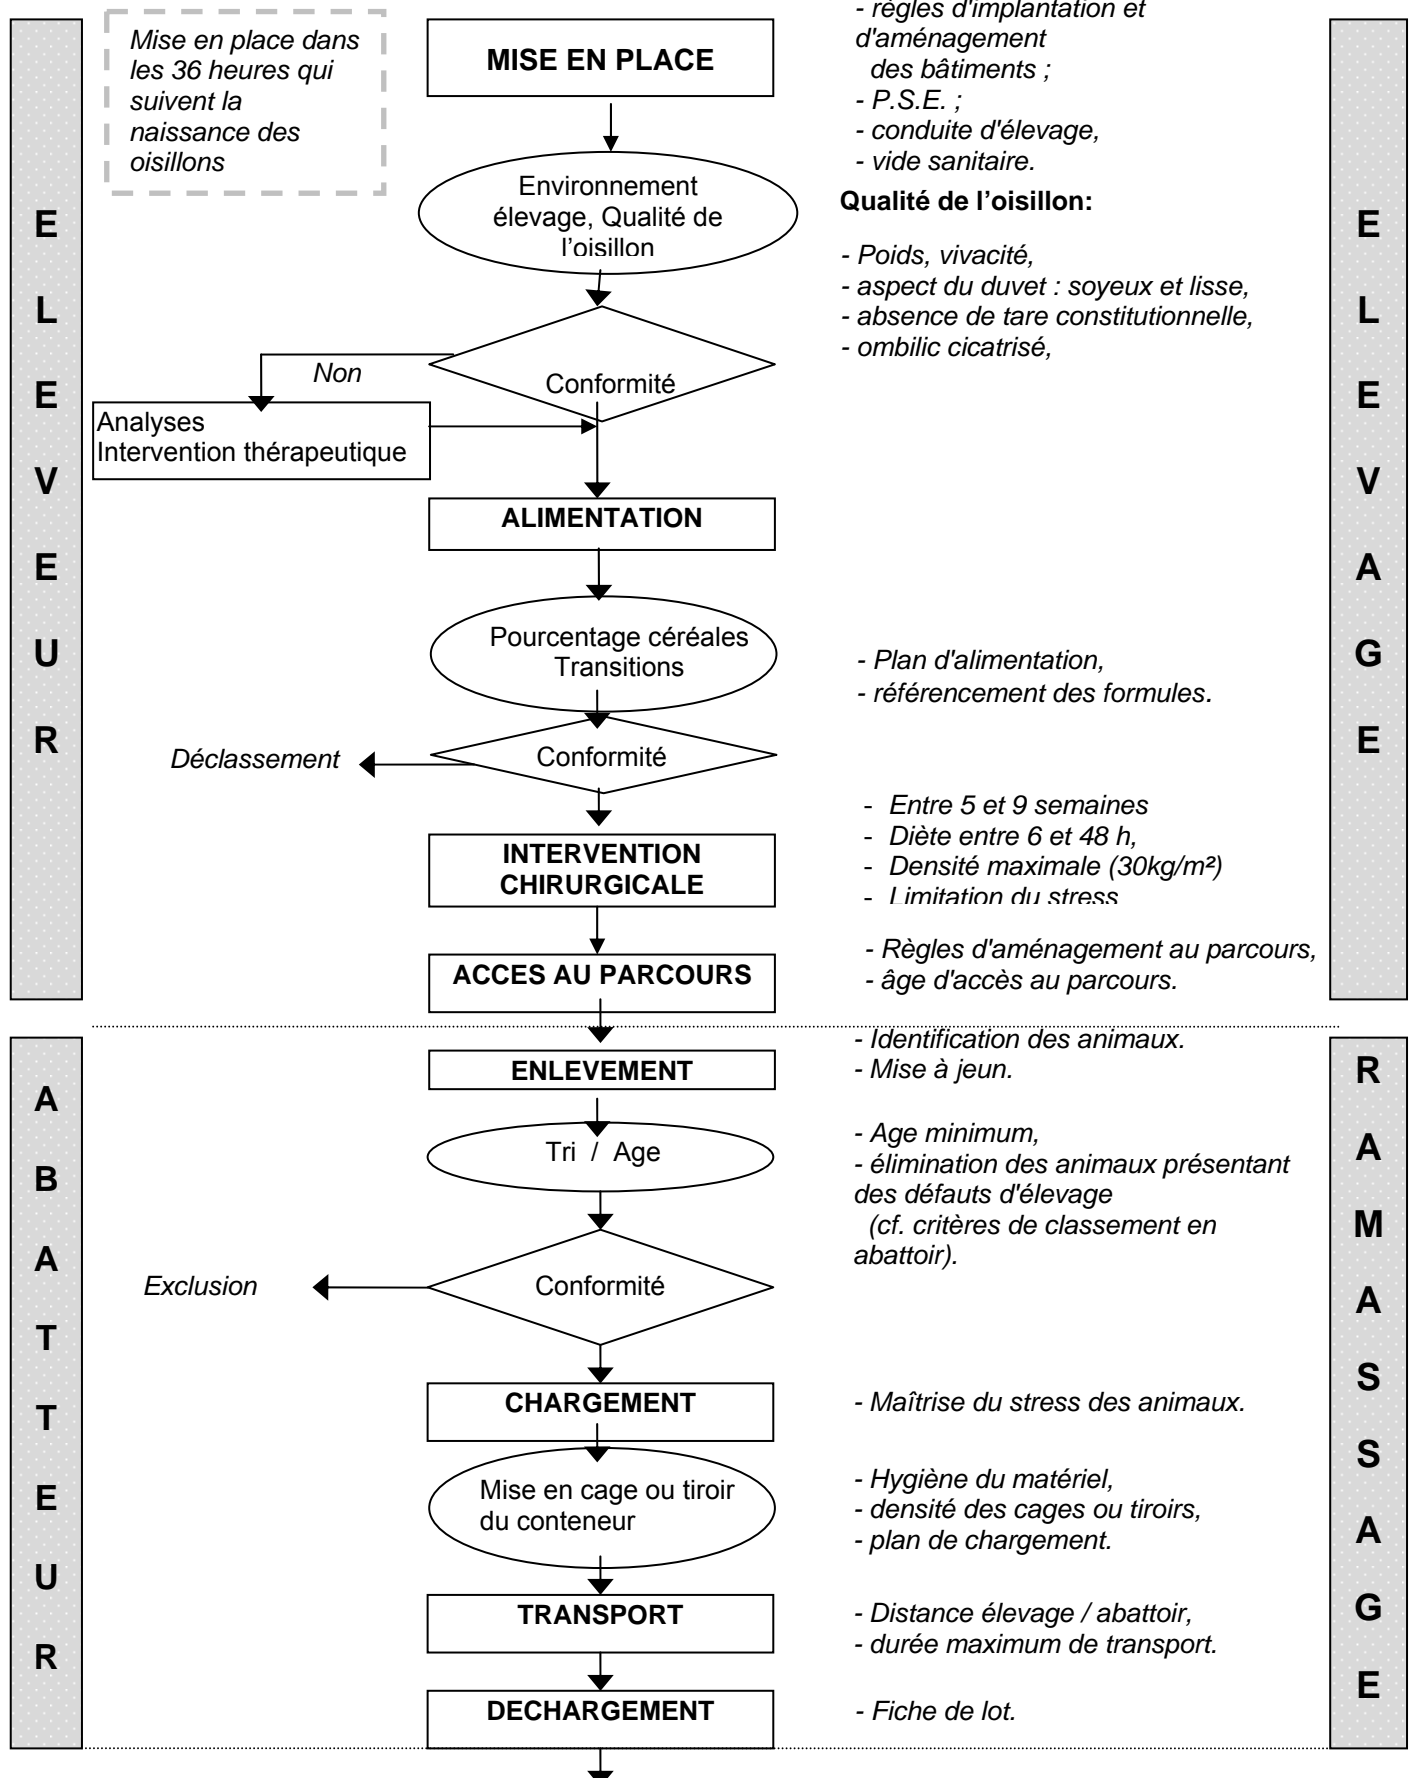 - règles d'implantation et
d'aménagement
des bâtiments ;
- P.S.E. ;
- conduite d'élevage,
- vide sanitaire.
Mise en place dans
les 36 heures qui
suivent la
naissance des
oisillons
MISE EN PLACE
Environnement
élevage, Qualité de
l'oisillon
Qualité de l’oisillon:
- Poids, vivacité,
- aspect du duvet : soyeux et lisse,
- absence de tare constitutionnelle,
- ombilic cicatrisé,
E
L
E
V
E
U
R
E
L
E
V
A
G
E
Non
Conformité
Analyses
Intervention thérapeutique
ALIMENTATION
Pourcentage céréales
Transitions
- Plan d'alimentation,
- référencement des formules.
Déclassement
Conformité
- Entre 5 et 9 semaines
- Diète entre 6 et 48 h,
- Densité maximale (30kg/m²)
- Limitation du stress
INTERVENTION
CHIRURGICALE
ACCES AU PARCOURS
- Règles d'aménagement au parcours,
- âge d'accès au parcours.
A
B
A
T
T
E
U
R
R
A
M
A
S
S
A
G
E
ENLEVEMENT
- Identification des animaux.
- Mise à jeun.
Tri / Age
- Age minimum,
- élimination des animaux présentant
des défauts d'élevage
(cf. critères de classement en
abattoir).
Exclusion
Conformité
CHARGEMENT
- Maîtrise du stress des animaux.
Mise en cage ou tiroir
du conteneur
- Hygiène du matériel,
- densité des cages ou tiroirs,
- plan de chargement.
TRANSPORT
- Distance élevage / abattoir,
- durée maximum de transport.
DECHARGEMENT
- Fiche de lot.